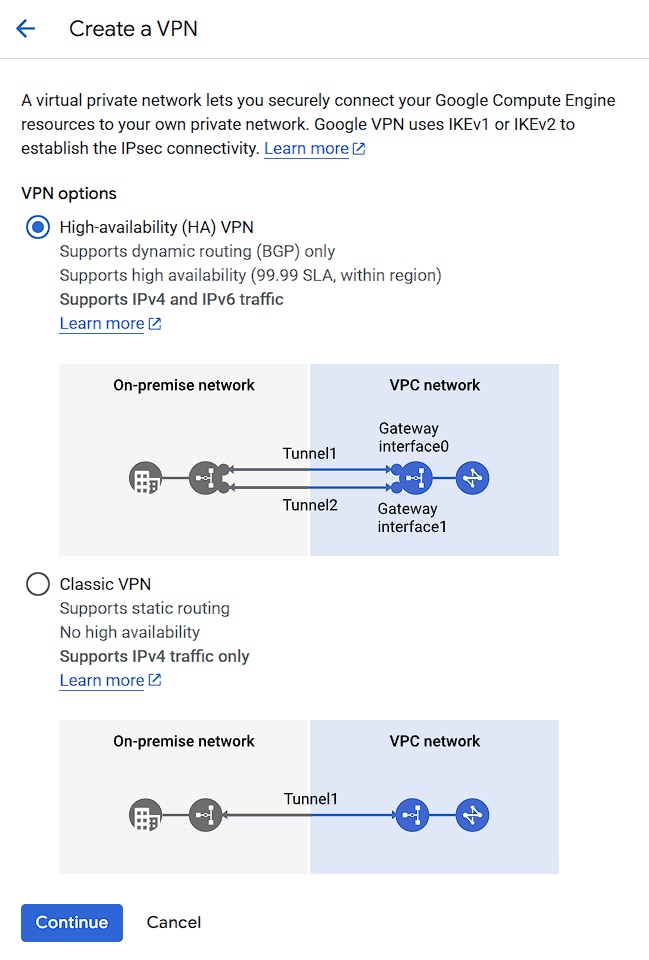 Create a VPN
A virtual private network lets you securely connect your Google Compute Engine
resources to your own private network. Google VPN uses IKEv1 or IKEv2 to
establish the IPsec connectivity. Learn more
VPN options
High-availability (HA) VPN
Supports dynamic routing (BGP) only
Supports high availability (99.99 SLA, within region)
Supports IPv4 and IPv6 traffic
Learn more
On-premise network
VPC network
Gateway
interface0
Tunnel1
Tunnel2
Gateway
interface1
Classic VPN
Supports static routing
No high availability
Supports IPv4 traffic only
Learn more
On-premise network
VPC network
Tunnel1
Continue
Cancel